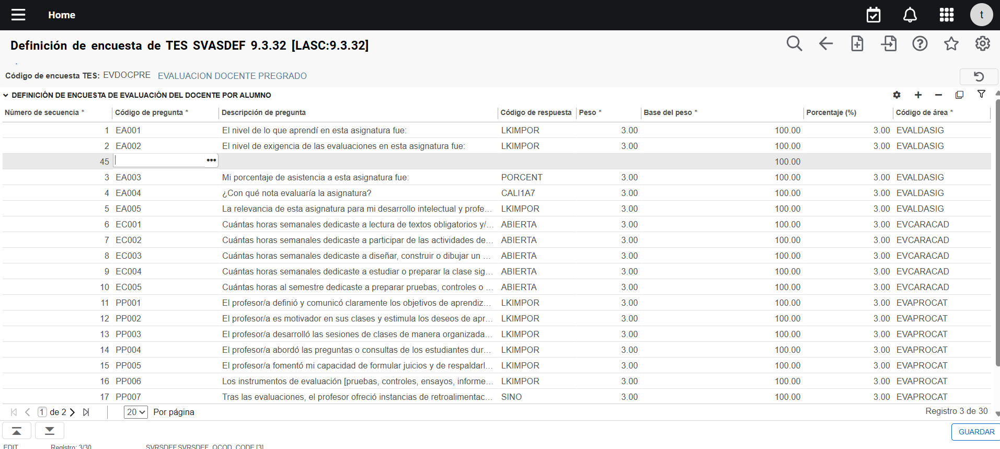 Home
t
Definición de encuesta de TES SVASDEF 9.3.32 [LASC:9.3.32]
Código de encuesta TES: EVDOCPRE EVALUACION DOCENTE PREGRADO
DEFINICIÓN DE ENCUESTA DE EVALUACIÓN DEL DOCENTE POR ALUMNO
Número de secuencia * Código de pregunta * Descripción de pregunta Código de respuesta Peso * Base del peso * Porcentaje (%) Código de área *
1 EA001 El nivel de lo que aprendí en esta asignatura fue: LKIMPOR 3.00 100.00 3.00 EVALDASIG
2 EA002 El nivel de exigencia de las evaluaciones en esta asignatura fue: LKIMPOR 3.00 100.00 3.00 EVALDASIG
45 100.00
3 EA003 Mi porcentaje de asistencia a esta asignatura fue: PORCENT 3.00 100.00 3.00 EVALDASIG
4 EA004 ¿Con qué nota evaluaría la asignatura? CALI1A7 3.00 100.00 3.00 EVALDASIG
5 EA005 La relevancia de esta asignatura para mi desarrollo intelectual y profe... LKIMPOR 3.00 100.00 3.00 EVALDASIG
6 EC001 Cuántas horas semanales dedicaste a lectura de textos obligatorios y/... ABIERTA 3.00 100.00 3.00 EVCARACAD
7 EC002 Cuántas horas semanales dedicaste a participar de las actividades de... ABIERTA 3.00 100.00 3.00 EVCARACAD
8 EC003 Cuántas horas semanales dedicaste a diseñar, construir o dibujar un ... ABIERTA 3.00 100.00 3.00 EVCARACAD
9 EC004 Cuántas horas semanales dedicaste a estudiar o preparar la clase sig... ABIERTA 3.00 100.00 3.00 EVCARACAD
10 EC005 Cuántas horas al semestre dedicaste a preparar pruebas, controles o ... ABIERTA 3.00 100.00 3.00 EVCARACAD
11 PP001 El profesor/a definió y comunicó claramente los objetivos de aprendiz... LKIMPOR 3.00 100.00 3.00 EVAPROCAT
12 PP002 El profesor/a es motivador en sus clases y estimula los deseos de apr... LKIMPOR 3.00 100.00 3.00 EVAPROCAT
13 PP003 El profesor/a desarrolló las sesiones de clases de manera organizada... LKIMPOR 3.00 100.00 3.00 EVAPROCAT
14 PP004 El profesor/a abordó las preguntas o consultas de los estudiantes dur... LKIMPOR 3.00 100.00 3.00 EVAPROCAT
15 PP005 El profesor/a fomentó mi capacidad de formular juicios y de respaldarl... LKIMPOR 3.00 100.00 3.00 EVAPROCAT
16 PP006 Los instrumentos de evaluación [pruebas, controles, ensayos, informe... LKIMPOR 3.00 100.00 3.00 EVAPROCAT
17 PP007 Tras las evaluaciones, el profesor ofreció instancias de retroalimentac... SINO 3.00 100.00 3.00 EVAPROCAT
1 de 2 20 Por página Registro 3 de 30
GUARDAR
EDIT Registro: 3/30 SVRSDEF.SVRSDEF_QCOD_CODE [3]